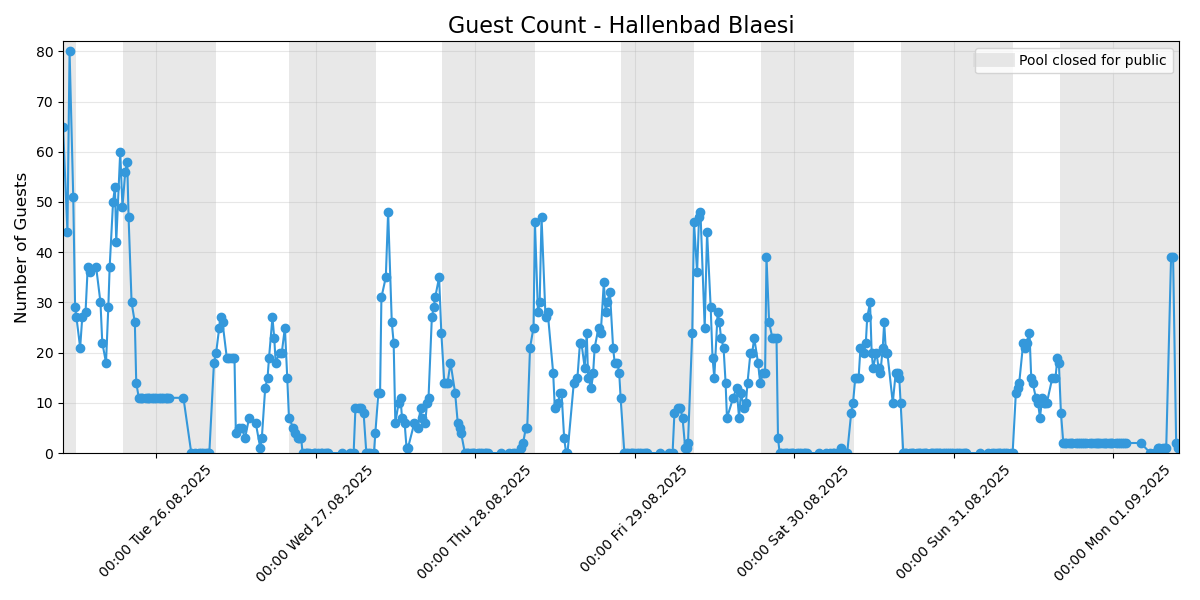 Guest Count - Hallenbad Blaesi
Pool closed for public
Number of Guests
80
70
60
50
40
30
20
10
0
00:00 Tue 26.08.2025
00:00 Wed 27.08.2025
00:00 Thu 28.08.2025
00:00 Fri 29.08.2025
00:00 Sat 30.08.2025
00:00 Sun 31.08.2025
00:00 Mon 01.09.2025